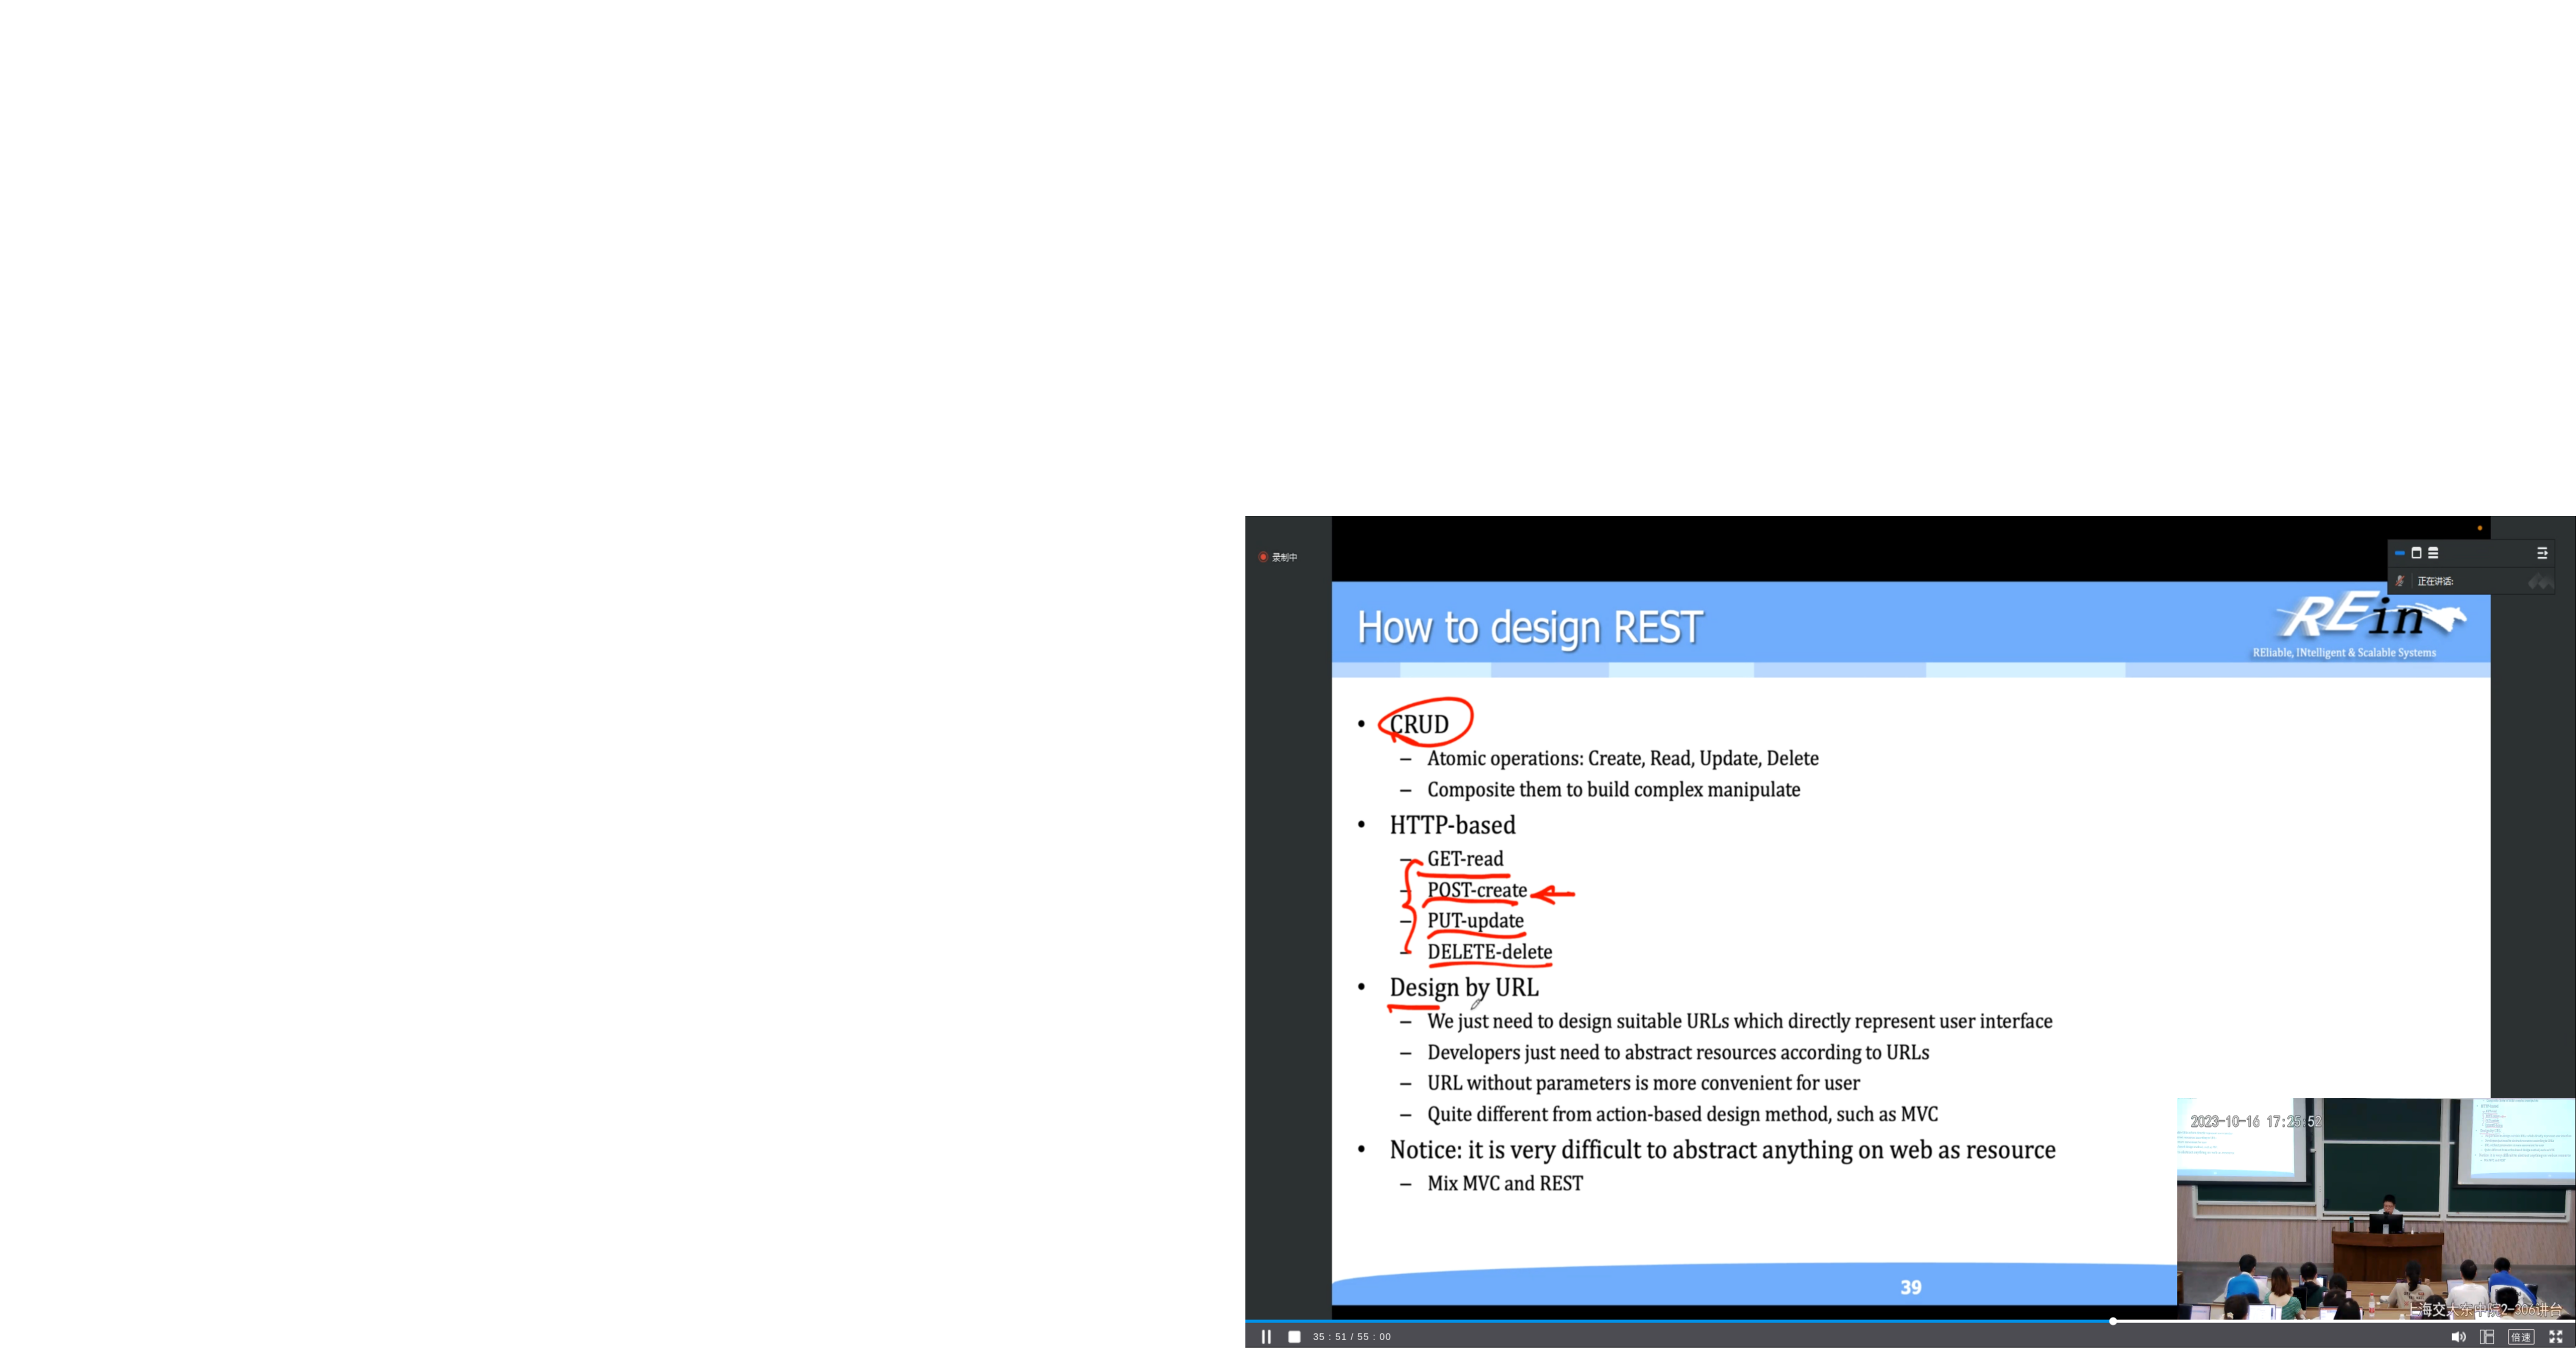 录制中
正在讲话:
How to design REST
REin
REliable, INtelligent & Scalable Systems
• CRUD
– Atomic operations: Create, Read, Update, Delete
– Composite them to build complex manipulate
• HTTP-based
– GET-read
– POST-create
– PUT-update
– DELETE-delete
• Design by URL
– We just need to design suitable URLs which directly represent user interface
– Developers just need to abstract resources according to URLs
– URL without parameters is more convenient for user
– Quite different from action-based design method, such as MVC
• Notice: it is very difficult to abstract anything on web as resource
– Mix MVC and REST
39
2023-10-16 17:25:52
上海交大东中院2-306讲台
35 : 51 / 55 : 00
倍速